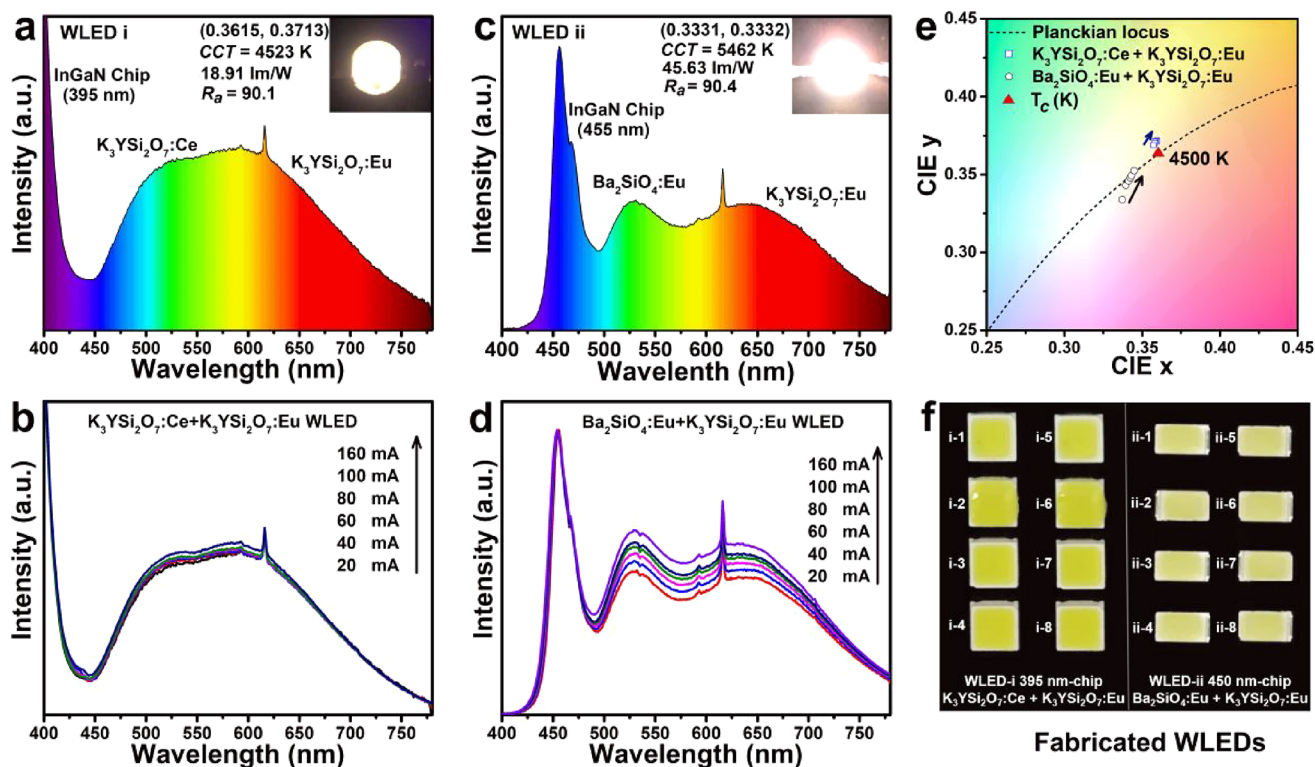 a
WLED i
(0.3615, 0.3713)
CCT = 4523 K
18.91 lm/W
Rₐ = 90.1
InGaN Chip
(395 nm)
K₃YSi₂O₇:Ce
K₃YSi₂O₇:Eu
Intensity (a.u.)
400 450 500 550 600 650 700 750
Wavelength (nm)
b
K₃YSi₂O₇:Ce+K₃YSi₂O₇:Eu WLED
160 mA
100 mA
80 mA
60 mA
40 mA
20 mA
Intensity (a.u.)
400 450 500 550 600 650 700 750
Wavelength (nm)
c
WLED ii
(0.3331, 0.3332)
CCT = 5462 K
45.63 lm/W
Rₐ = 90.4
InGaN Chip
(455 nm)
Ba₂SiO₄:Eu
K₃YSi₂O₇:Eu
Intensity (a.u.)
400 450 500 550 600 650 700 750
Wavelenth (nm)
d
Ba₂SiO₄:Eu+K₃YSi₂O₇:Eu WLED
160 mA
100 mA
80 mA
60 mA
40 mA
20 mA
Intensity (a.u.)
400 450 500 550 600 650 700 750
Wavelength (nm)
e
0.45
0.40
0.35
0.30
0.25
CIE y
Planckian locus
K₃YSi₂O₇:Ce + K₃YSi₂O₇:Eu
Ba₂SiO₄:Eu + K₃YSi₂O₇:Eu
T꜀ (K)
4500 K
0.25 0.30 0.35 0.40 0.45
CIE x
f
i-1 i-5 ii-1 ii-5
i-2 i-6 ii-2 ii-6
i-3 i-7 ii-3 ii-7
i-4 i-8 ii-4 ii-8
WLED-i 395 nm-chip
K₃YSi₂O₇:Ce + K₃YSi₂O₇:Eu
WLED-ii 450 nm-chip
Ba₂SiO₄:Eu + K₃YSi₂O₇:Eu
Fabricated WLEDs